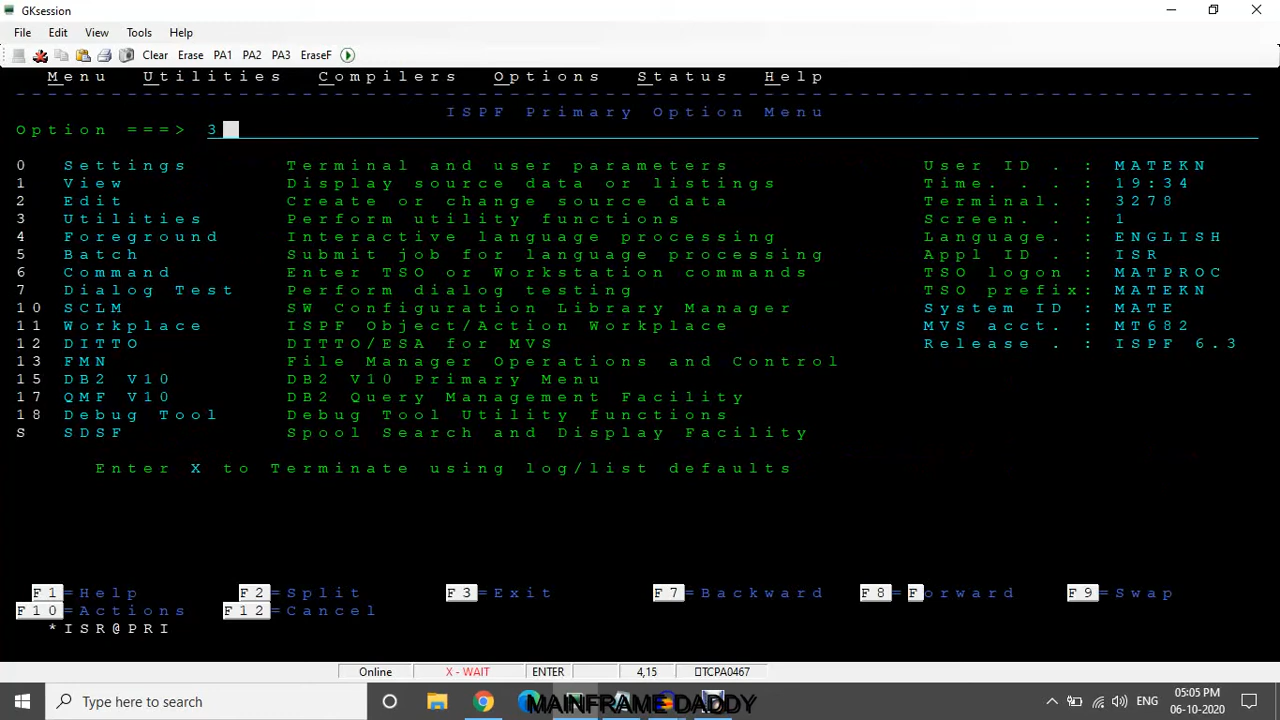 GKsession
File Edit View Tools Help
Clear Erase PA1 PA2 PA3 EraseF
Menu Utilities Compilers Options Status Help
ISPF Primary Option Menu
Option ===> 3
0 Settings Terminal and user parameters User ID . : MATEKN
1 View Display source data or listings Time. . . : 19:34
2 Edit Create or change source data Terminal. : 3278
3 Utilities Perform utility functions Screen. . : 1
4 Foreground Interactive language processing Language. : ENGLISH
5 Batch Submit job for language processing Appl ID . : ISR
6 Command Enter TSO or Workstation commands TSO logon : MATPROC
7 Dialog Test Perform dialog testing TSO prefix: MATEKN
10 SCLM SW Configuration Library Manager System ID : MATE
11 Workplace ISPF Object/Action Workplace MVS acct. : MT682
12 DITTO DITTO/ESA for MVS Release . : ISPF 6.3
13 FMN File Manager Operations and Control
15 DB2 V10 DB2 V10 Primary Menu
17 QMF V10 DB2 Query Management Facility
18 Debug Tool Debug Tool Utility functions
S SDSF Spool Search and Display Facility
Enter X to Terminate using log/list defaults
F1=Help F2=Split F3=Exit F7=Backward F8=Forward F9=Swap
F10=Actions F12=Cancel
*ISR@PRI
Online X - WAIT ENTER 4,15 TCPA0467
Type here to search MAINFRAME DADDY ENG 05:05 PM
06-10-2020